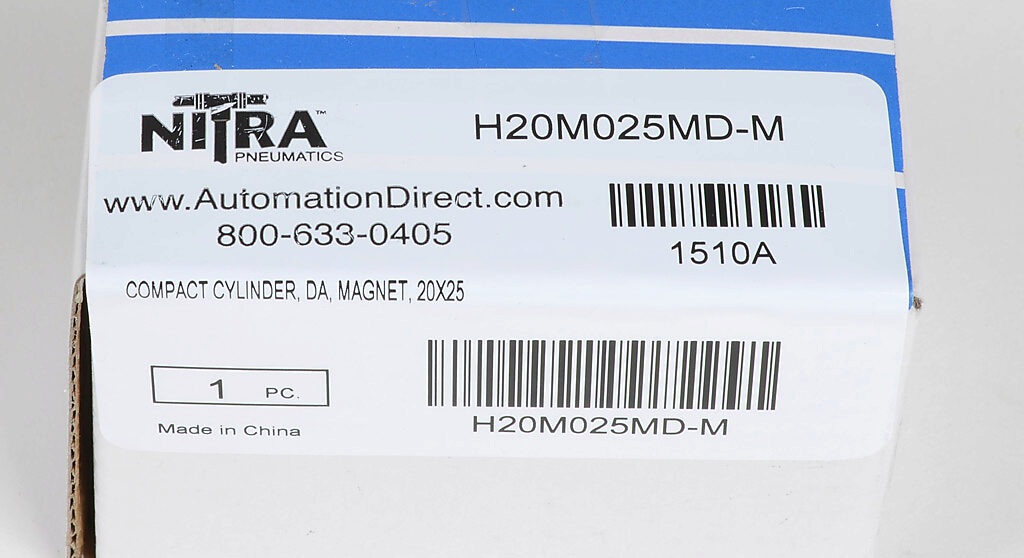 NITRA™
PNEUMATICS
H20M025MD-M
www.AutomationDirect.com
800-633-0405
1510A
COMPACT CYLINDER, DA, MAGNET, 20X25
1 PC.
Made in China
H20M025MD-M